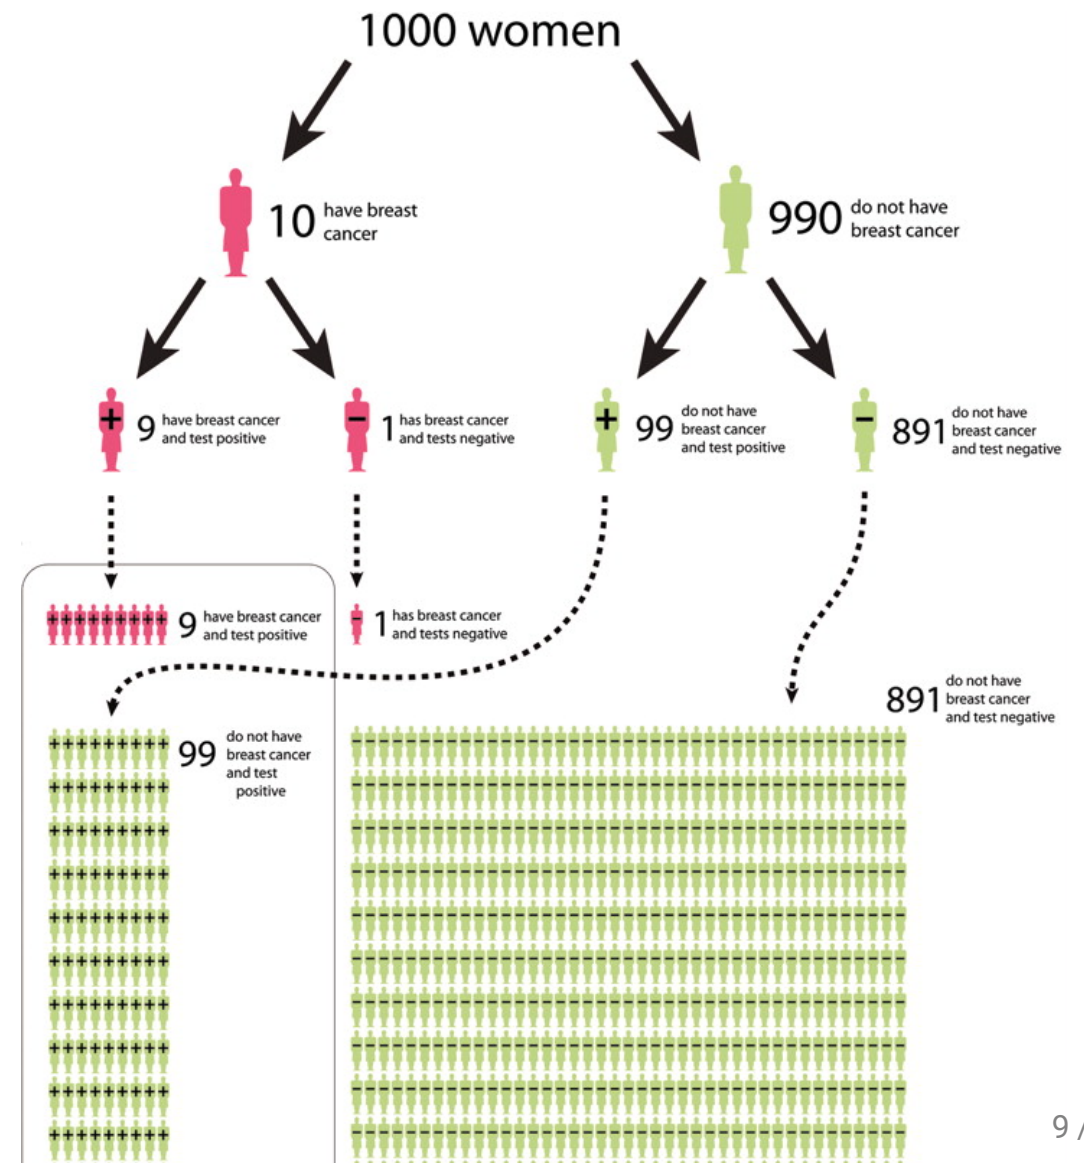 1000 women
10 have breast
cancer
990 do not have
breast cancer
+
9 have breast cancer
and test positive
−
1 has breast cancer
and tests negative
+
99 do not have
breast cancer
and test positive
−
891 do not have
breast cancer
and test negative
9 have breast cancer
and test positive
1 has breast cancer
and tests negative
891 do not have
breast cancer
and test negative
99 do not have
breast cancer
and test
positive
9 /